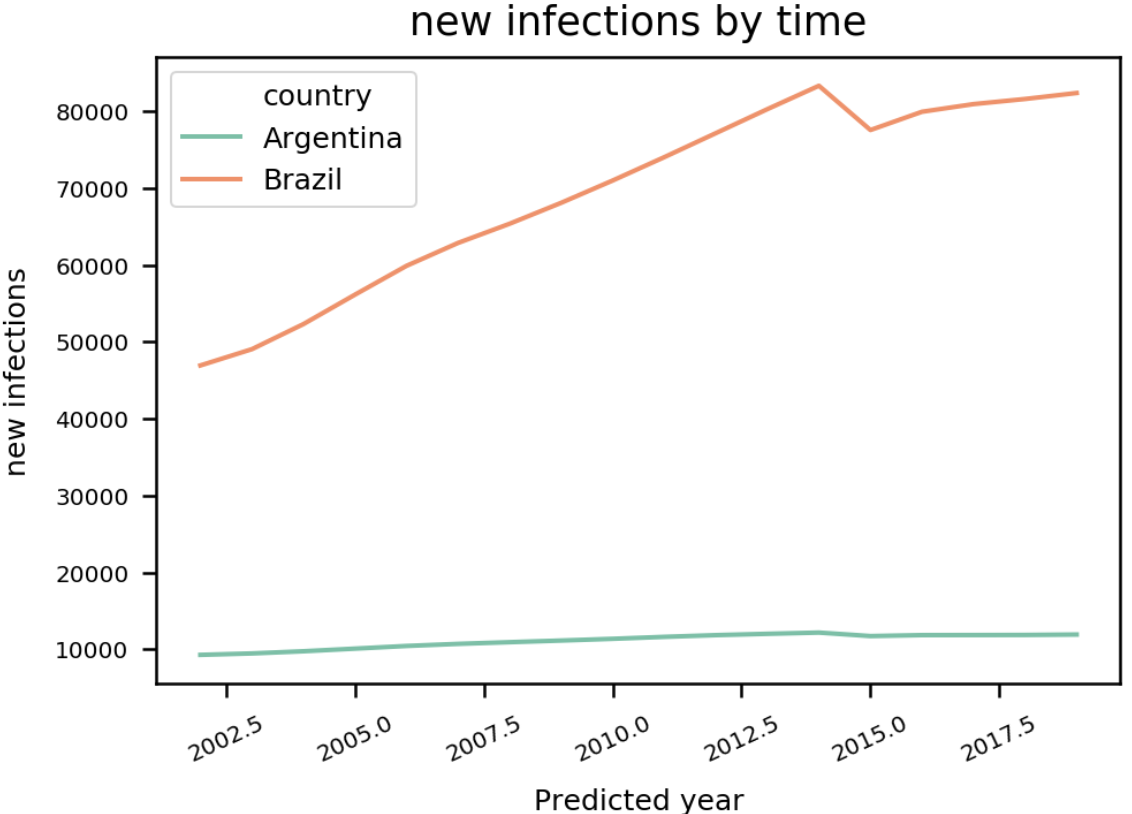 new infections by time
country
Argentina
Brazil
80000
70000
60000
50000
40000
30000
20000
10000
new infections
2002.5 2005.0 2007.5 2010.0 2012.5 2015.0 2017.5
Predicted year